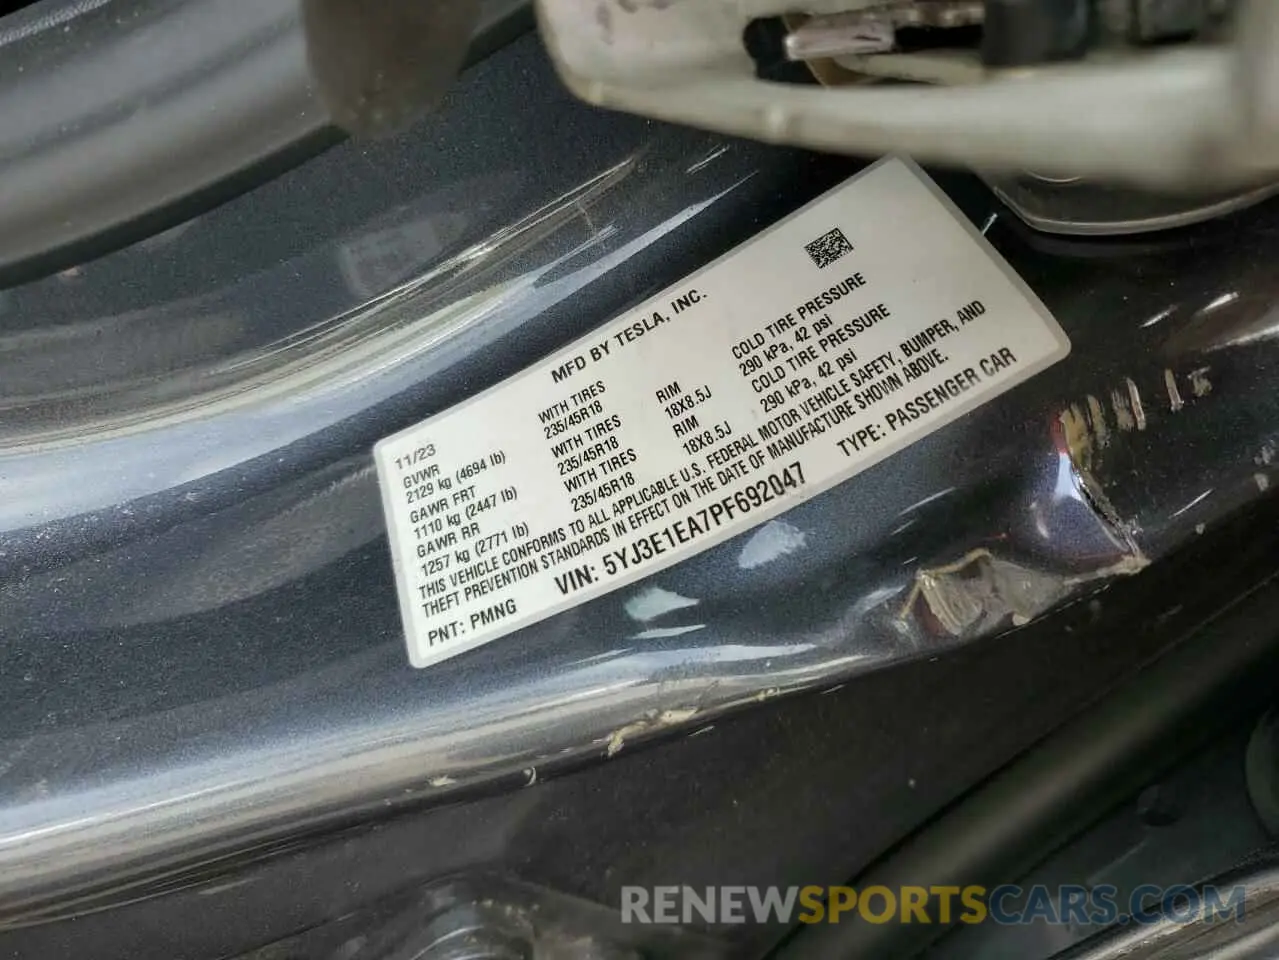 MFD BY TESLA, INC.
11/23
GVWR
2129 kg (4694 lb)
WITH TIRES
235/45R18
RIM
18X8.5J
COLD TIRE PRESSURE
290 kPa, 42 psi
GAWR FRT
1110 kg (2447 lb)
WITH TIRES
235/45R18
RIM
18X8.5J
COLD TIRE PRESSURE
290 kPa, 42 psi
GAWR RR
1257 kg (2771 lb)
WITH TIRES
235/45R18
THIS VEHICLE CONFORMS TO ALL APPLICABLE U.S. FEDERAL MOTOR VEHICLE SAFETY, BUMPER, AND
THEFT PREVENTION STANDARDS IN EFFECT ON THE DATE OF MANUFACTURE SHOWN ABOVE.
PNT: PMNG
VIN: 5YJ3E1EA7PF692047
TYPE: PASSENGER CAR
RENEWSPORTSCARS.COM